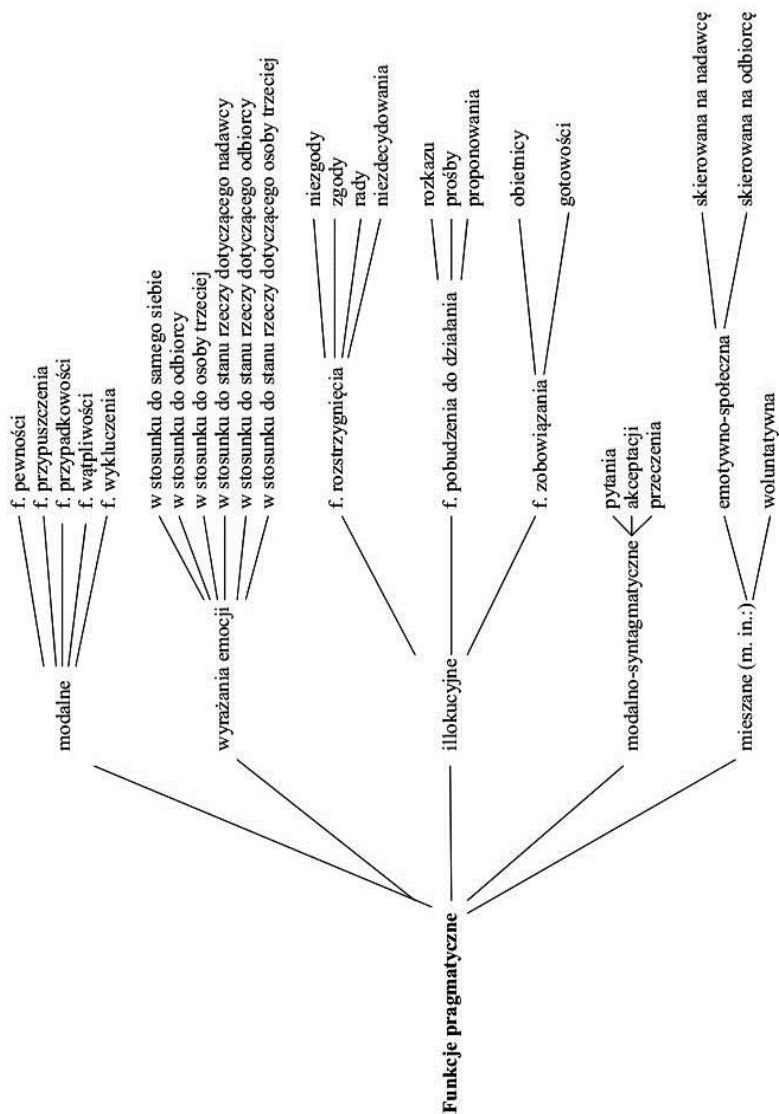 Funkcje pragmatyczne
modalne
f. pewności
f. przypuszczenia
f. przypadkowości
f. wątpliwości
f. wykluczenia
wyrażania emocji
w stosunku do samego siebie
w stosunku do odbiorcy
w stosunku do osoby trzeciej
w stosunku do stanu rzeczy dotyczącego nadawcy
w stosunku do stanu rzeczy dotyczącego odbiorcy
w stosunku do stanu rzeczy dotyczącego osoby trzeciej
illokucyjne
f. rozstrzygnięcia
niezgody
zgody
rady
niezdecydowania
f. pobudzenia do działania
rozkazu
prośby
proponowania
f. zobowiązania
obietnicy
gotowości
modalno-syntagmatyczne
pytania
akceptacji
przeczenia
mieszane (m. in.:)
emotywno-społeczna
skierowana na nadawcę
skierowana na odbiorcę
woluntatywna